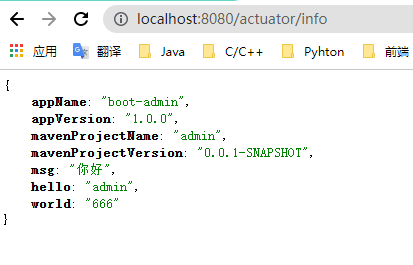 localhost:8080/actuator/info
应用 翻译 Java C/C++ Pyhton 前端
{
appName: "boot-admin",
appVersion: "1.0.0",
mavenProjectName: "admin",
mavenProjectVersion: "0.0.1-SNAPSHOT",
msg: "你好",
hello: "admin",
world: "666"
}